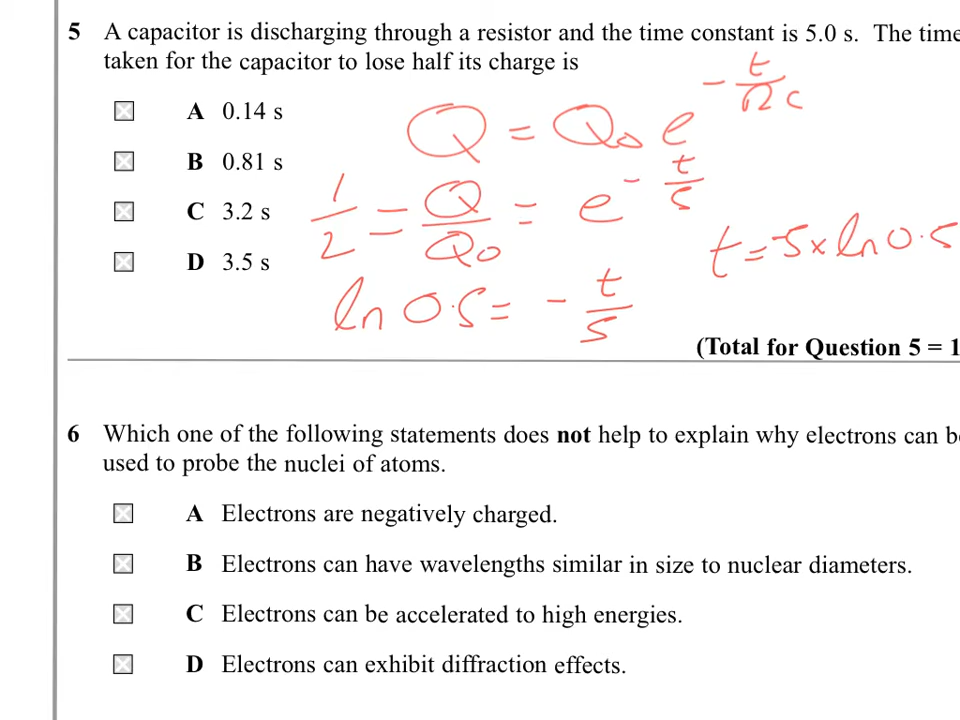 5 A capacitor is discharging through a resistor and the time constant is 5.0 s. The time
taken for the capacitor to lose half its charge is
A 0.14 s
B 0.81 s
C 3.2 s
D 3.5 s
Q = Q₀ e^(-t/RC)
1/2 = Q/Q₀ = e^(-t/5)
ln 0.5 = -t/5
t = -5 x ln 0.5
(Total for Question 5 = 1
6 Which one of the following statements does not help to explain why electrons can be
used to probe the nuclei of atoms.
A Electrons are negatively charged.
B Electrons can have wavelengths similar in size to nuclear diameters.
C Electrons can be accelerated to high energies.
D Electrons can exhibit diffraction effects.